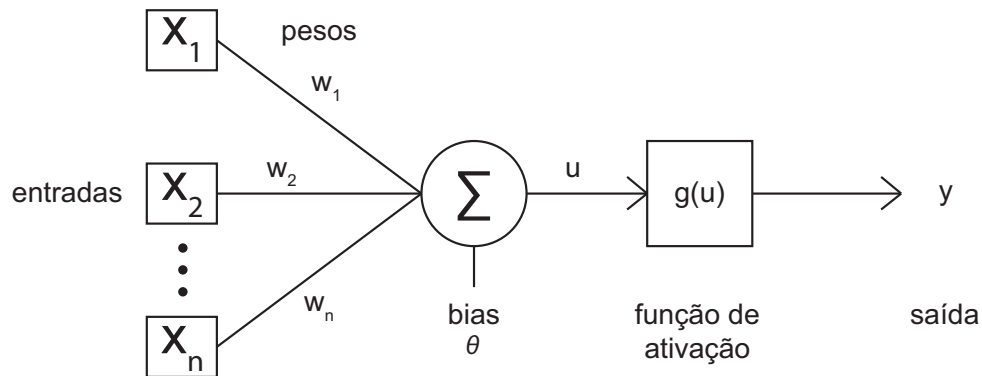 X1
pesos
w1
entradas
X2
w2
Σ
u
g(u)
y
Xn
wn
bias
θ
função de
ativação
saída